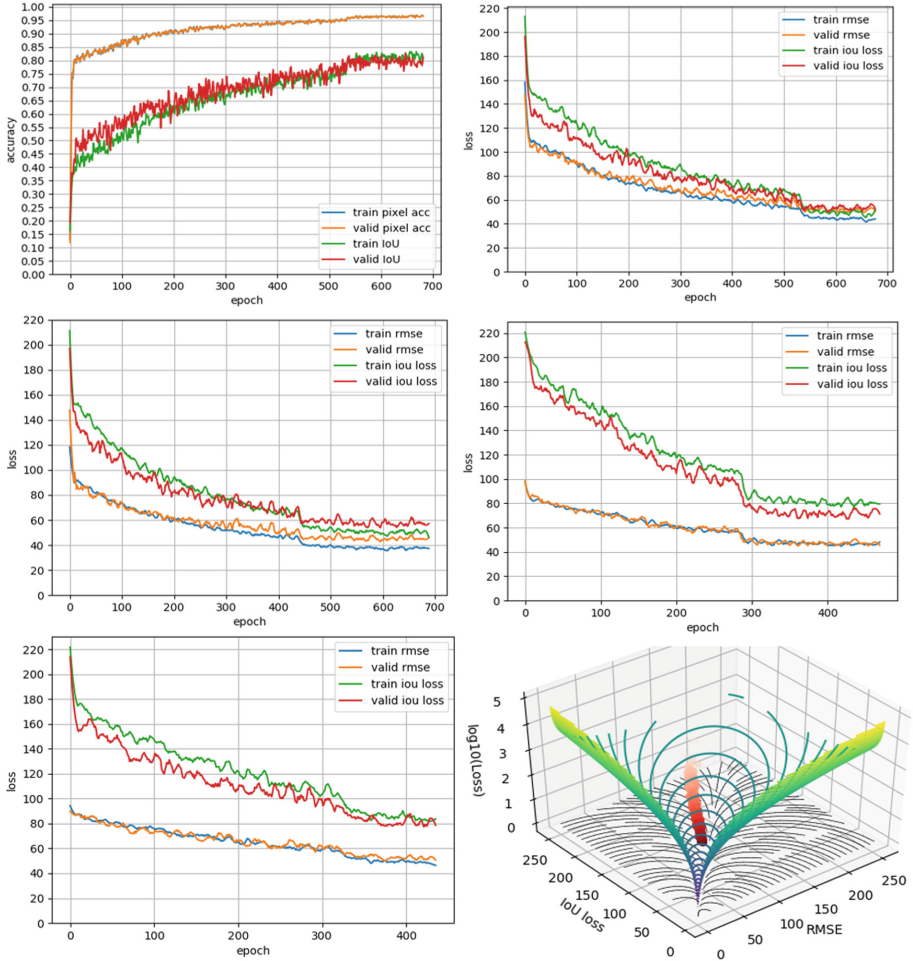 1.00
0.95
0.90
0.85
0.80
0.75
0.70
0.65
0.60
0.55
0.50
0.45
0.40
0.35
0.30
0.25
0.20
0.15
0.10
0.05
0.00
accuracy
train pixel acc
valid pixel acc
train IoU
valid IoU
0 100 200 300 400 500 600 700
epoch
220
200
180
160
140
120
100
80
60
40
20
0
loss
train rmse
valid rmse
train iou loss
valid iou loss
0 100 200 300 400 500 600 700
epoch
220
200
180
160
140
120
100
80
60
40
20
0
loss
train rmse
valid rmse
train iou loss
valid iou loss
0 100 200 300 400 500 600 700
epoch
220
200
180
160
140
120
100
80
60
40
20
0
loss
train rmse
valid rmse
train iou loss
valid iou loss
0 100 200 300 400
epoch
220
200
180
160
140
120
100
80
60
40
20
0
loss
train rmse
valid rmse
train iou loss
valid iou loss
0 100 200 300 400
epoch
5
4
3
2
1
0
log10(Loss)
250
200
150
100
50
0
IoU loss
0
50
100
150
200
250
RMSE